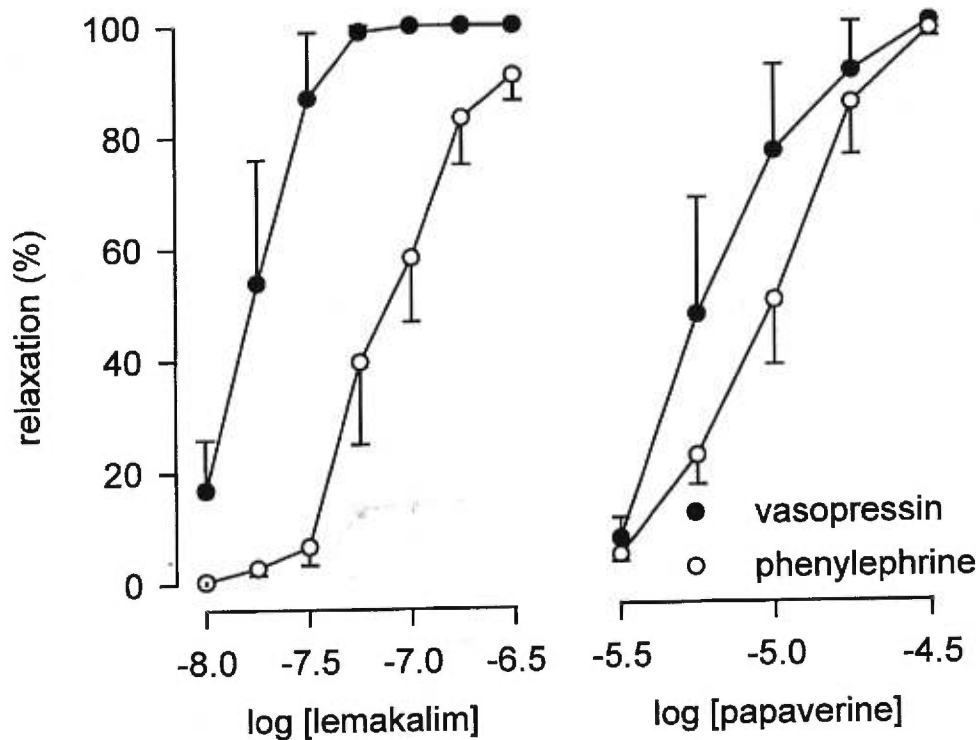 relaxation (%)
100
80
60
40
20
0
-8.0 -7.5 -7.0 -6.5
log [lemakalim]
vasopressin
phenylephrine
-5.5 -5.0 -4.5
log [papaverine]